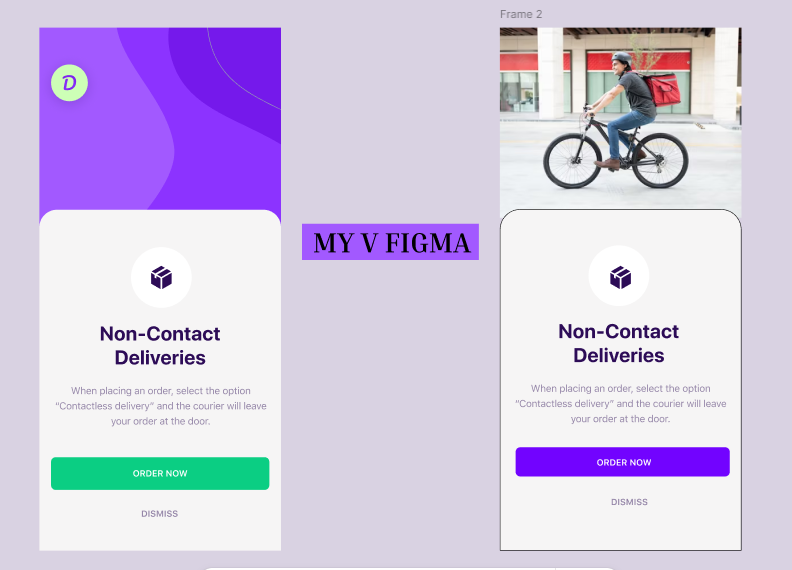 Frame 2
D
Non-Contact
Deliveries
When placing an order, select the option
“Contactless delivery” and the courier will leave
your order at the door.
ORDER NOW
DISMISS
MY V FIGMA
Non-Contact
Deliveries
When placing an order, select the option
“Contactless delivery” and the courier will leave
your order at the door.
ORDER NOW
DISMISS